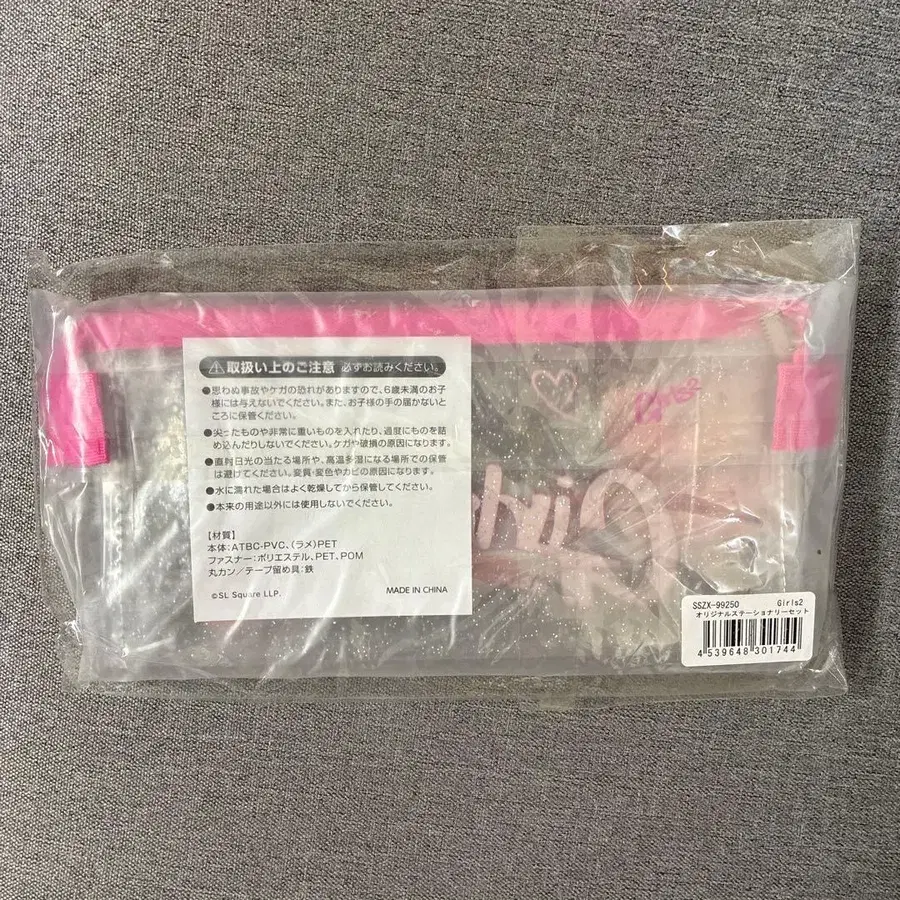 ⚠取扱い上のご注意 必ずお読みください。
●思わぬ事故やケガの恐れがありますので、6歳未満のお子
様には与えないでください。また、お子様の手の届かないと
ころに保管ください。
●尖ったものや非常に重いものを入れたり、過度にものを詰
め込んだりしないでください。ケガや破損の原因になります。
●直射日光の当たる場所や、高温多湿になる場所での保管
は避けてください。変質・変色やカビの原因になります。
●水に濡れた場合はよく乾燥してから保管してください。
●本来の用途以外には使用しないでください。
【材質】
本体:ATBC-PVC、(ラメ)PET
ファスナー:ポリエステル、PET、POM
丸カン/テープ留め具:鉄
©SL Square LLP. MADE IN CHINA
Girls
SSZX-99250 Girls2
オリジナルステーショナリーセット
4 539648 301744